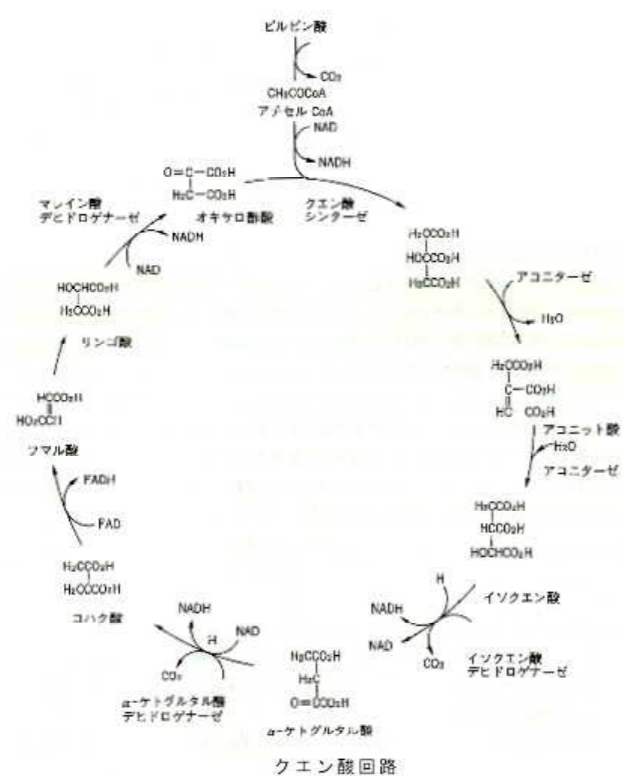 ピルビン酸
CO₂
CH₃COCoA
アセチル CoA
NAD
NADH
O=C—CO₂H
H₂C—CO₂H
オキサロ酢酸
クエン酸
シンターゼ
マレイン酸
デヒドロゲナーゼ
NADH
NAD
H₂CCO₂H
HOCCO₂H
H₂CCO₂H
アコニターゼ
H₂O
HOCHCO₂H
H₂CCO₂H
リンゴ酸
H₂CCO₂H
C—CO₂H
HC CO₂H
アコニット酸
H₂O
アコニターゼ
HCCO₂H
HO₂CCH
フマル酸
FADH
FAD
H₂CCO₂H
HCCO₂H
HOCHCO₂H
イソクエン酸
H₂CCO₂H
H₂CCO₂H
コハク酸
H
NADH
NAD
CO₂
イソクエン酸
デヒドロゲナーゼ
NADH
H
NAD
CO₂
α-ケトグルタル酸
デヒドロゲナーゼ
H₂CCO₂H
H₂C
O=CCO₂H
α-ケトグルタル酸
クエン酸回路